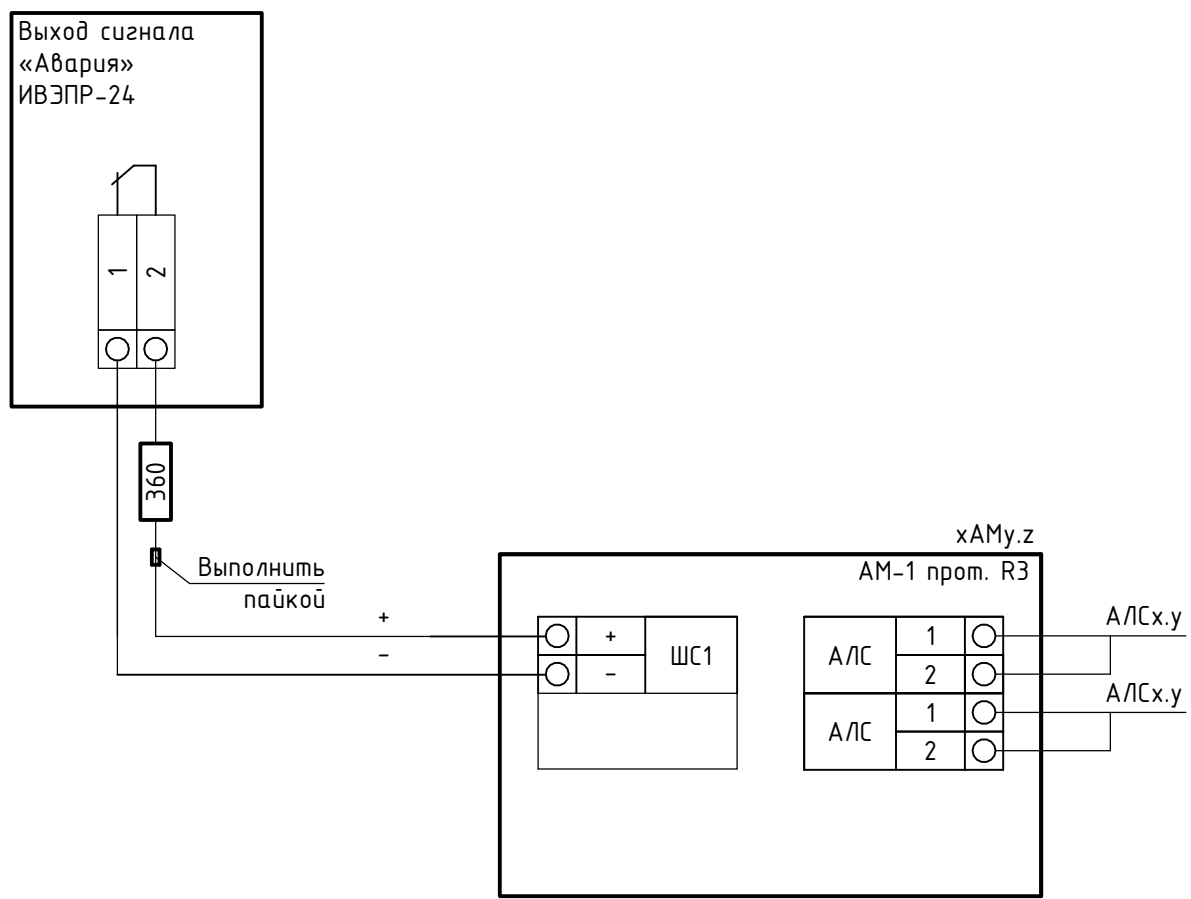 Выход сигнала
«Авария»
ИВЭПР-24
1
2
360
Выполнить
пайкой
+
-
xAMy.z
АМ-1 прот. R3
+
-
ШС1
АЛС
1
2
АЛС
1
2
АЛСx.y
АЛСx.y